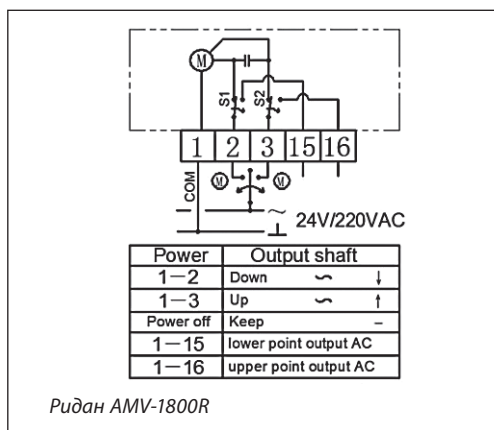 M
S1
S2
1 2 3 15 16
COM
M
M
~
24V/220VAC
Power Output shaft
1-2 Down ~ ↓
1-3 Up ~ ↑
Power off Keep -
1-15 lower point output AC
1-16 upper point output AC
Ридан AMV-1800R